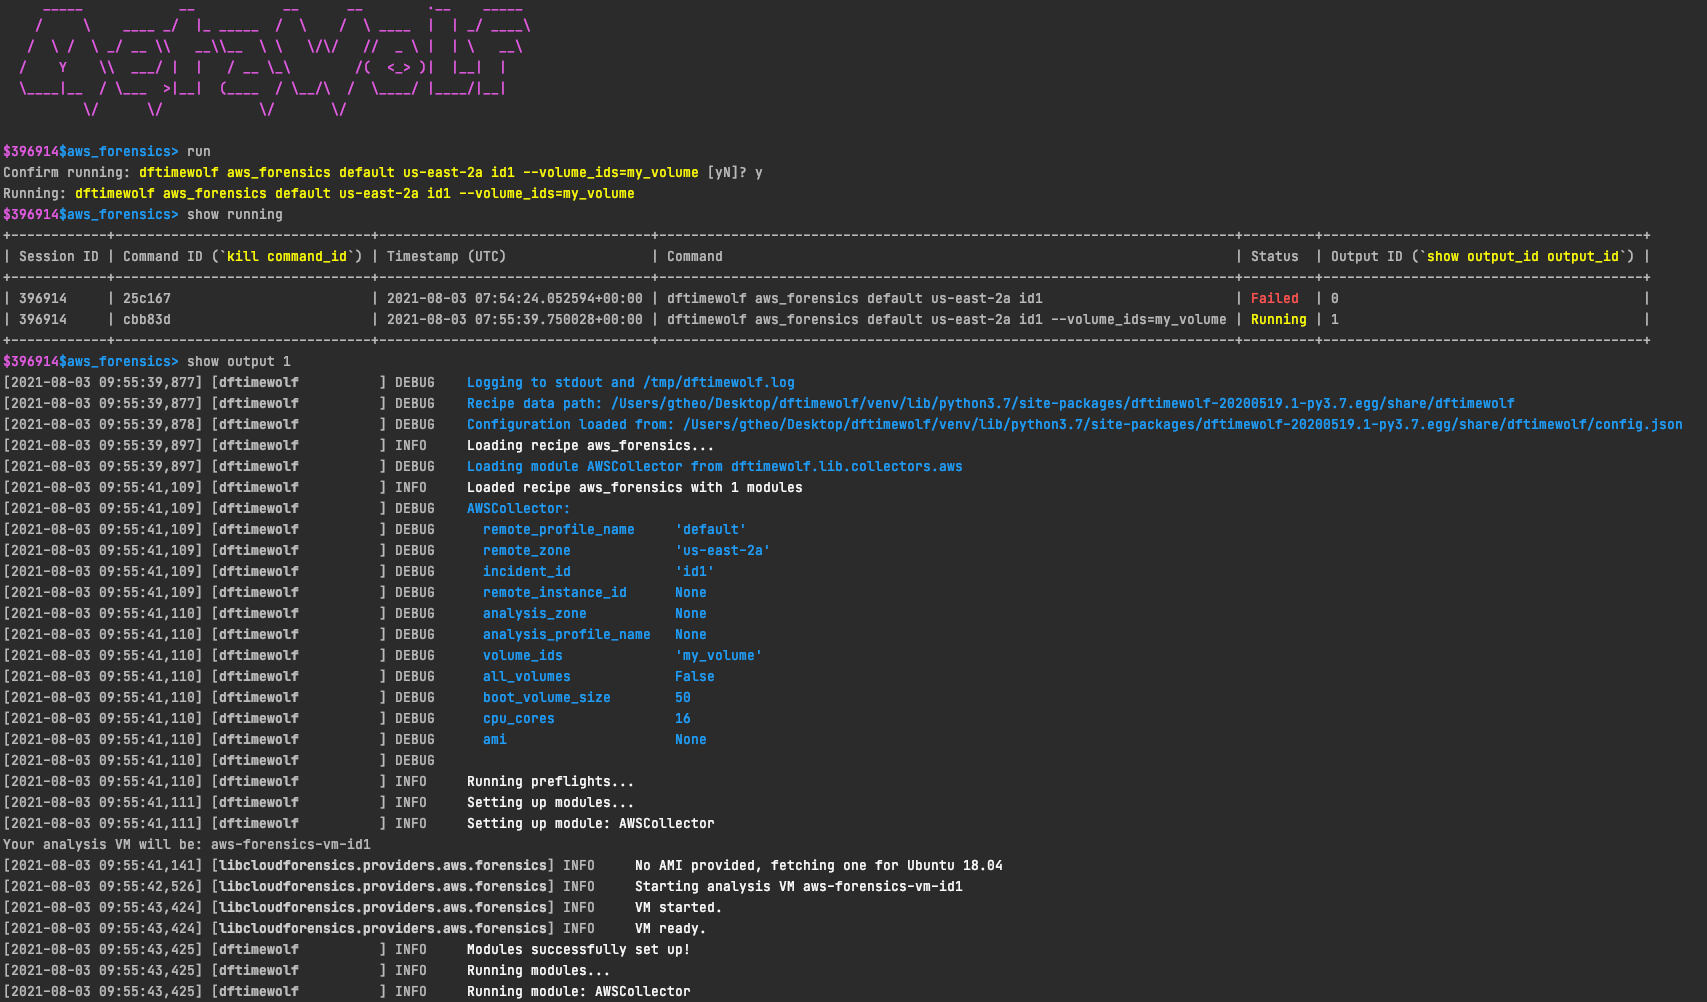 MetaWolf
$396914$aws_forensics> run
Confirm running: dftimewolf aws_forensics default us-east-2a id1 --volume_ids=my_volume [yN]? y
Running: dftimewolf aws_forensics default us-east-2a id1 --volume_ids=my_volume
$396914$aws_forensics> show running
| Session ID | Command ID (`kill command_id`) | Timestamp (UTC) | Command | Status | Output ID (`show output_id output_id`) |
| 396914 | 25c167 | 2021-08-03 07:54:24.052594+00:00 | dftimewolf aws_forensics default us-east-2a id1 | Failed | 0 |
| 396914 | cbb83d | 2021-08-03 07:55:39.750028+00:00 | dftimewolf aws_forensics default us-east-2a id1 --volume_ids=my_volume | Running | 1 |
$396914$aws_forensics> show output 1
[2021-08-03 09:55:39,877] [dftimewolf ] DEBUG Logging to stdout and /tmp/dftimewolf.log
[2021-08-03 09:55:39,877] [dftimewolf ] DEBUG Recipe data path: /Users/gtheo/Desktop/dftimewolf/venv/lib/python3.7/site-packages/dftimewolf-20200519.1-py3.7.egg/share/dftimewolf
[2021-08-03 09:55:39,878] [dftimewolf ] DEBUG Configuration loaded from: /Users/gtheo/Desktop/dftimewolf/venv/lib/python3.7/site-packages/dftimewolf-20200519.1-py3.7.egg/share/dftimewolf/config.json
[2021-08-03 09:55:39,897] [dftimewolf ] INFO Loading recipe aws_forensics...
[2021-08-03 09:55:39,897] [dftimewolf ] DEBUG Loading module AWSCollector from dftimewolf.lib.collectors.aws
[2021-08-03 09:55:41,109] [dftimewolf ] INFO Loaded recipe aws_forensics with 1 modules
[2021-08-03 09:55:41,109] [dftimewolf ] DEBUG AWSCollector:
[2021-08-03 09:55:41,109] [dftimewolf ] DEBUG remote_profile_name 'default'
[2021-08-03 09:55:41,109] [dftimewolf ] DEBUG remote_zone 'us-east-2a'
[2021-08-03 09:55:41,109] [dftimewolf ] DEBUG incident_id 'id1'
[2021-08-03 09:55:41,109] [dftimewolf ] DEBUG remote_instance_id None
[2021-08-03 09:55:41,110] [dftimewolf ] DEBUG analysis_zone None
[2021-08-03 09:55:41,110] [dftimewolf ] DEBUG analysis_profile_name None
[2021-08-03 09:55:41,110] [dftimewolf ] DEBUG volume_ids 'my_volume'
[2021-08-03 09:55:41,110] [dftimewolf ] DEBUG all_volumes False
[2021-08-03 09:55:41,110] [dftimewolf ] DEBUG boot_volume_size 50
[2021-08-03 09:55:41,110] [dftimewolf ] DEBUG cpu_cores 16
[2021-08-03 09:55:41,110] [dftimewolf ] DEBUG ami None
[2021-08-03 09:55:41,110] [dftimewolf ] DEBUG
[2021-08-03 09:55:41,110] [dftimewolf ] INFO Running preflights...
[2021-08-03 09:55:41,111] [dftimewolf ] INFO Setting up modules...
[2021-08-03 09:55:41,111] [dftimewolf ] INFO Setting up module: AWSCollector
Your analysis VM will be: aws-forensics-vm-id1
[2021-08-03 09:55:41,141] [libcloudforensics.providers.aws.forensics] INFO No AMI provided, fetching one for Ubuntu 18.04
[2021-08-03 09:55:42,526] [libcloudforensics.providers.aws.forensics] INFO Starting analysis VM aws-forensics-vm-id1
[2021-08-03 09:55:43,424] [libcloudforensics.providers.aws.forensics] INFO VM started.
[2021-08-03 09:55:43,424] [libcloudforensics.providers.aws.forensics] INFO VM ready.
[2021-08-03 09:55:43,425] [dftimewolf ] INFO Modules successfully set up!
[2021-08-03 09:55:43,425] [dftimewolf ] INFO Running modules...
[2021-08-03 09:55:43,425] [dftimewolf ] INFO Running module: AWSCollector